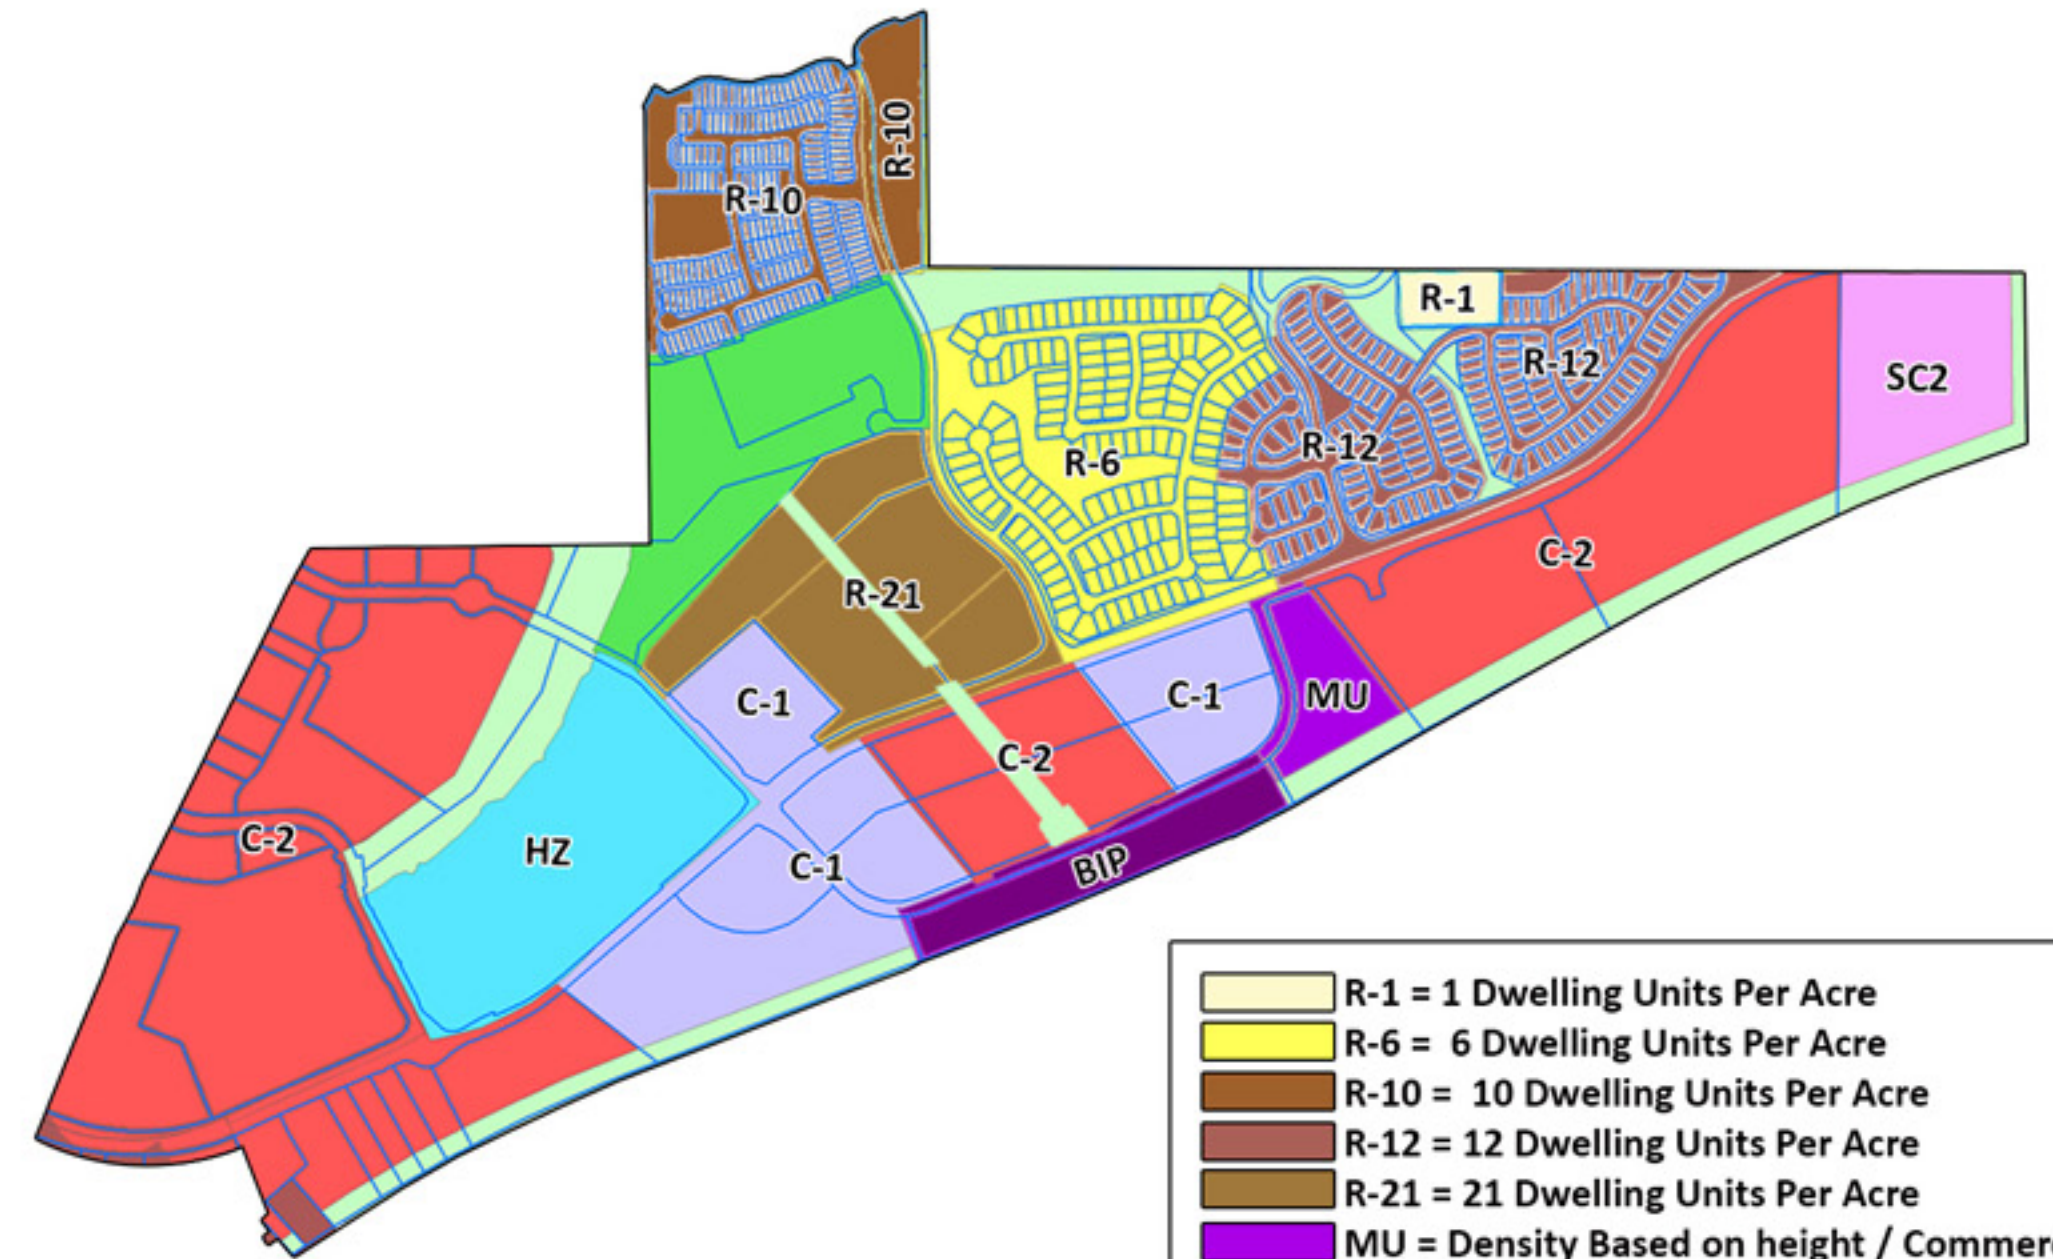 R-10
R-10
R-1
R-12
SC2
R-12
R-6
C-2
R-21
C-1
C-1
MU
C-2
C-2
HZ
C-1
BIP
R-1 = 1 Dwelling Units Per Acre
R-6 = 6 Dwelling Units Per Acre
R-10 = 10 Dwelling Units Per Acre
R-12 = 12 Dwelling Units Per Acre
R-21 = 21 Dwelling Units Per Acre
MU = Density Based on height / Commer